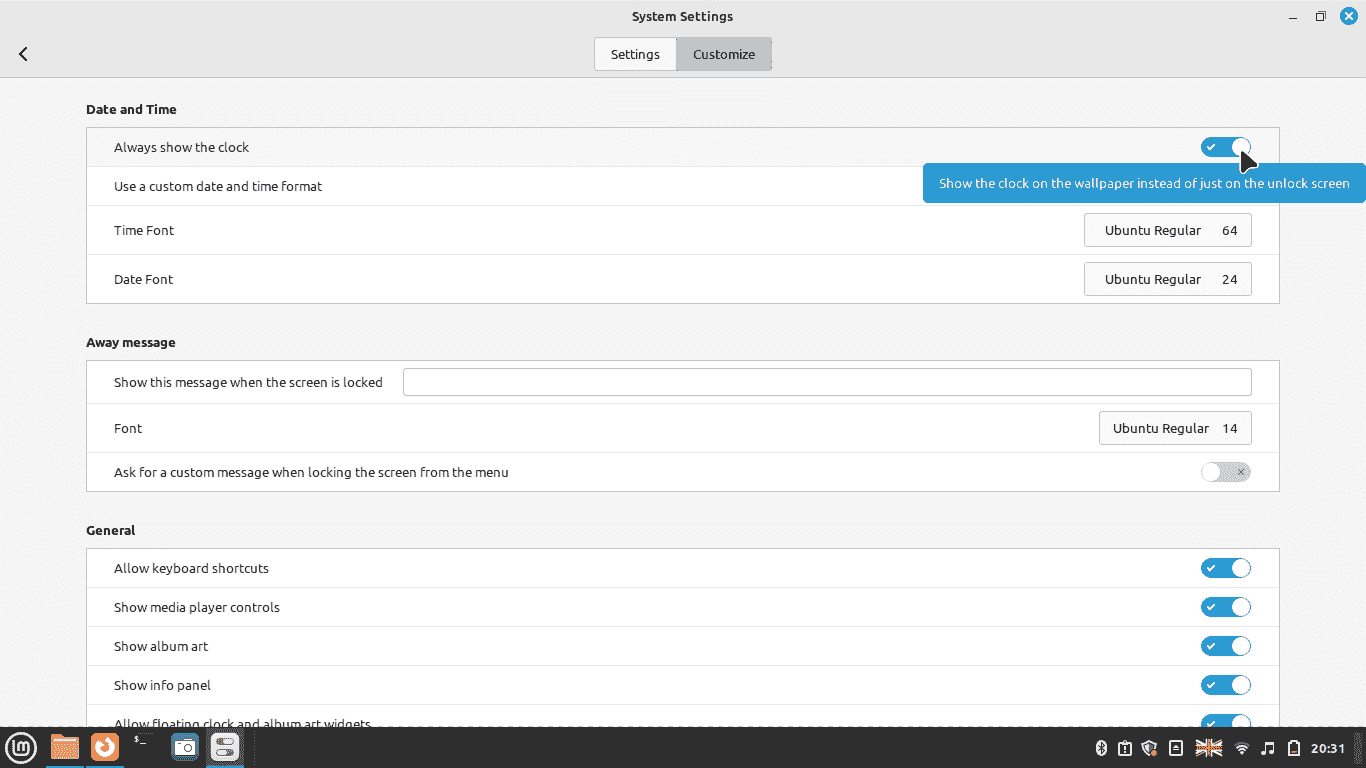 System Settings
Settings Customize
Date and Time
Always show the clock
Show the clock on the wallpaper instead of just on the unlock screen
Use a custom date and time format
Time Font Ubuntu Regular 64
Date Font Ubuntu Regular 24
Away message
Show this message when the screen is locked
Font Ubuntu Regular 14
Ask for a custom message when locking the screen from the menu
General
Allow keyboard shortcuts
Show media player controls
Show album art
Show info panel
Allow floating clock and album art widgets
20:31